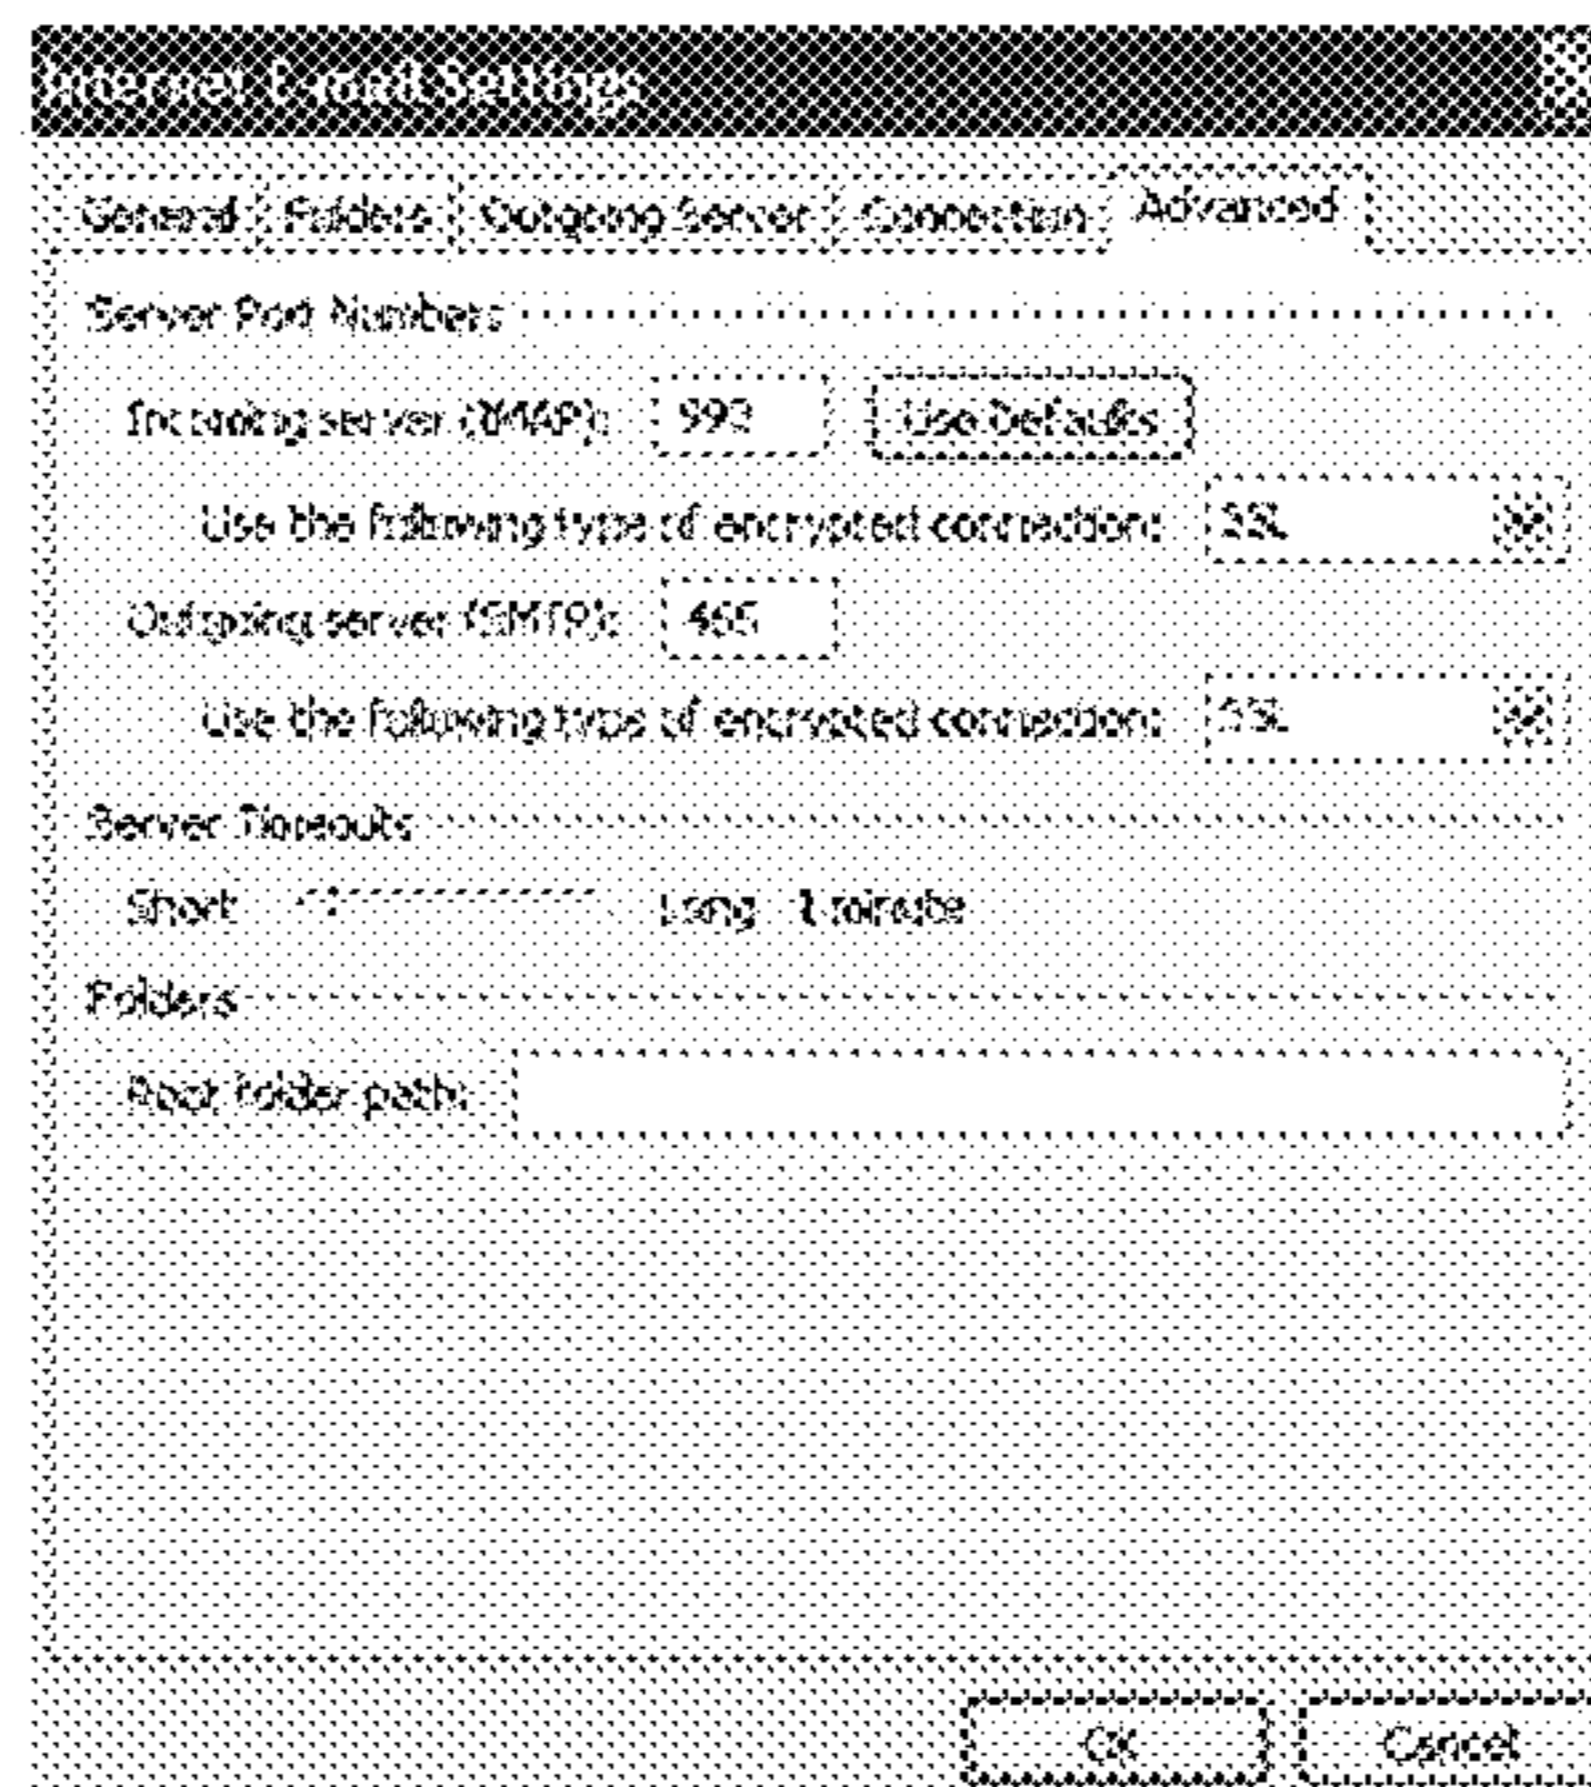 Internet E-mail Settings
General Folders Outgoing Server Connection Advanced
Server Port Numbers
Incoming server (IMAP): 993 Use Defaults
Use the following type of encrypted connection: SSL
Outgoing server (SMTP): 465
Use the following type of encrypted connection: SSL
Server Timeouts
Short Long 1 minute
Folders
Root folder path:
OK Cancel